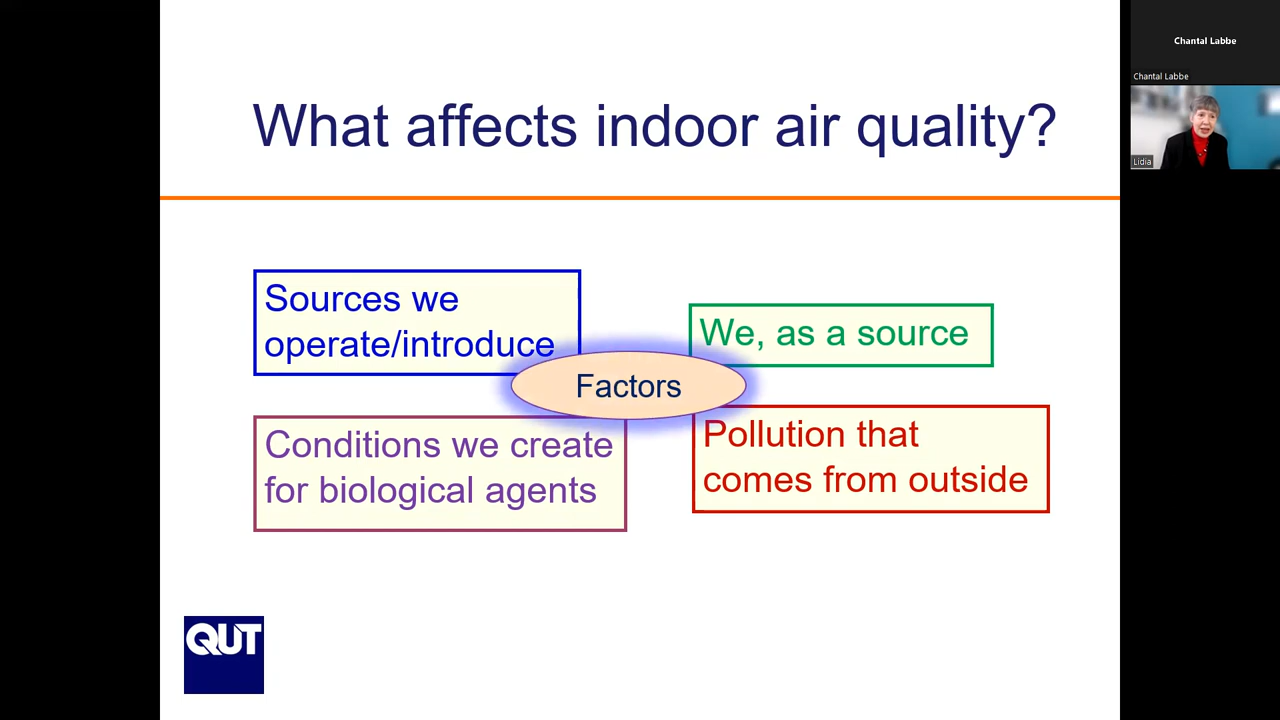 What affects indoor air quality?
Sources we
operate/introduce
We, as a source
Factors
Conditions we create
for biological agents
Pollution that
comes from outside
QUT
Chantal Labbe
Chantal Labbe
Lidia